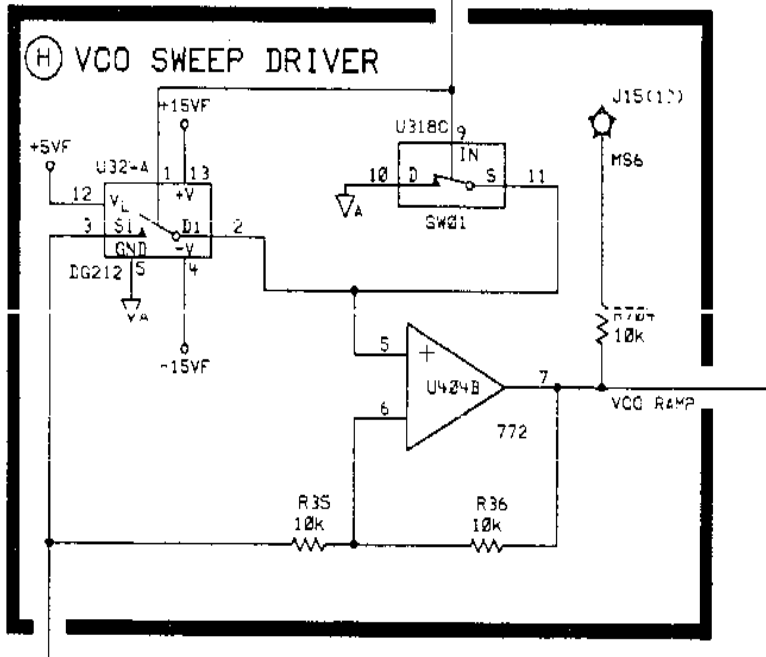 H VCO SWEEP DRIVER
+15VF
J15
U318C
9
+5VF
1 13
IN
MS6
12 VL +V
10 D S 11
A
3 S1 D1 2
SW01
GND -V
DG212 5 4
A
10k
-15VF
5 +
U404B 7
6
VCO RAMP
772
R35
R36
10k
10k